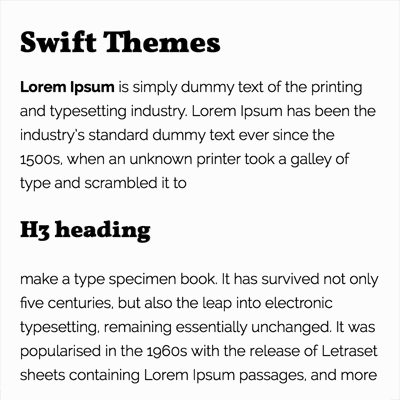 Swift Themes
Lorem Ipsum is simply dummy text of the printing
and typesetting industry. Lorem Ipsum has been the
industry's standard dummy text ever since the
1500s, when an unknown printer took a galley of
type and scrambled it to
H3 heading
make a type specimen book. It has survived not only
five centuries, but also the leap into electronic
typesetting, remaining essentially unchanged. It was
popularised in the 1960s with the release of Letraset
sheets containing Lorem Ipsum passages, and more